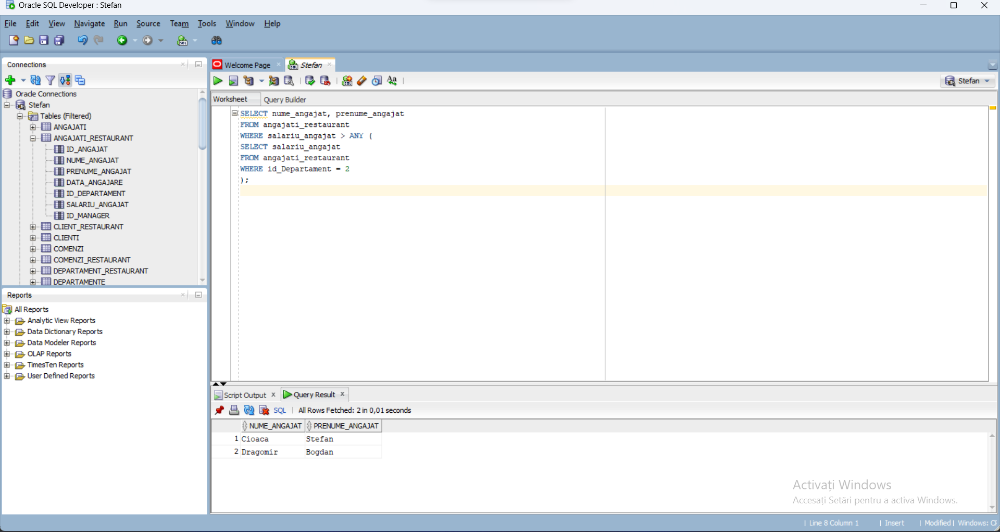 Oracle SQL Developer : Stefan
File Edit View Navigate Run Source Team Tools Window Help
Connections
Oracle Connections
Stefan
Tables (Filtered)
ANGAJATI
ANGAJATI_RESTAURANT
ID_ANGAJAT
NUME_ANGAJAT
PRENUME_ANGAJAT
DATA_ANGAJARE
ID_DEPARTAMENT
SALARIU_ANGAJAT
ID_MANAGER
CLIENT_RESTAURANT
CLIENTI
COMENZI
COMENZI_RESTAURANT
DEPARTAMENT_RESTAURANT
DEPARTAMENTE
Reports
All Reports
Analytic View Reports
Data Dictionary Reports
Data Modeler Reports
OLAP Reports
TimesTen Reports
User Defined Reports
Welcome Page Stefan
Stefan
Worksheet Query Builder
SELECT nume_angajat, prenume_angajat
FROM angajati_restaurant
WHERE salariu_angajat > ANY (
SELECT salariu_angajat
FROM angajati_restaurant
WHERE id_Departament = 2
);
Script Output Query Result
SQL | All Rows Fetched: 2 in 0,01 seconds
NUME_ANGAJAT PRENUME_ANGAJAT
1 Cioaca Stefan
2 Dragomir Bogdan
Activați Windows
Accesați Setări pentru a activa Windows.
| Line 8 Column 1 | Insert | Modified | Windows: CF